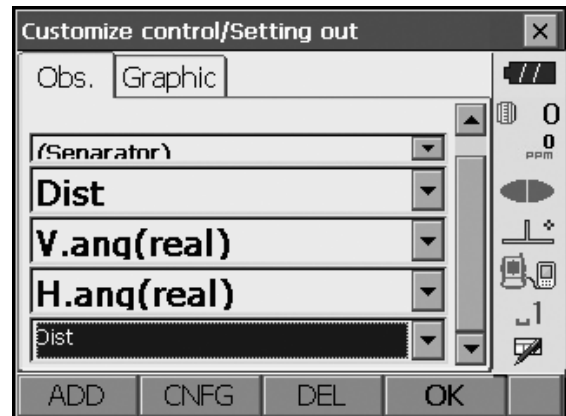 Customize control/Setting out
Obs. Graphic
0
0
PPM
(Separator)
Dist
V.ang(real)
H.ang(real)
Dist
1
ADD CNFG DEL OK